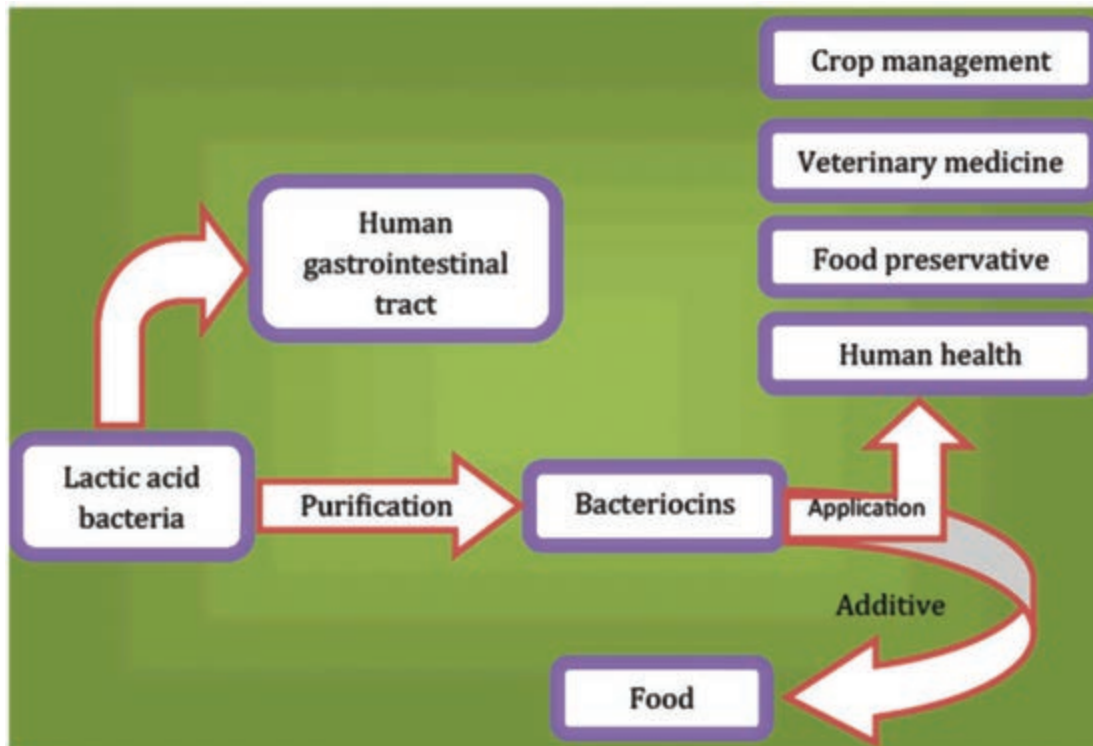 Crop management
Veterinary medicine
Human
gastrointestinal
tract
Food preservative
Human health
Lactic acid
bacteria
Purification
Bacteriocins
Application
Additive
Food